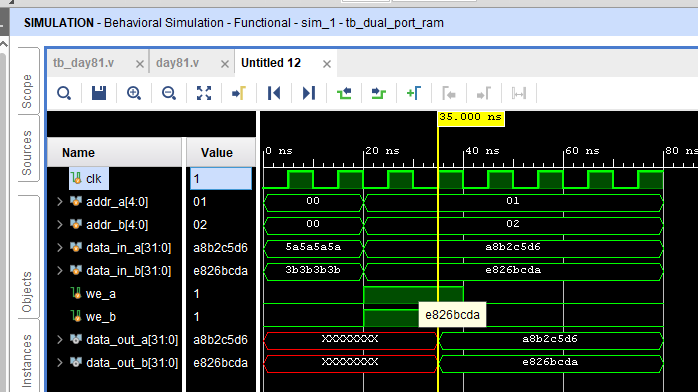 SIMULATION - Behavioral Simulation - Functional - sim_1 - tb_dual_port_ram
tb_day81.v × day81.v × Untitled 12 ×
Scope
Sources
Objects
Instances
35.000 ns
Name Value 0 ns 20 ns 40 ns 60 ns 80 ns
clk 1
addr_a[4:0] 01 00 01
addr_b[4:0] 02 00 02
data_in_a[31:0] a8b2c5d6 5a5a5a5a a8b2c5d6
data_in_b[31:0] e826bcda 3b3b3b3b e826bcda
we_a 1
we_b 1 e826bcda
data_out_a[31:0] a8b2c5d6 XXXXXXXX a8b2c5d6
data_out_b[31:0] e826bcda XXXXXXXX e826bcda